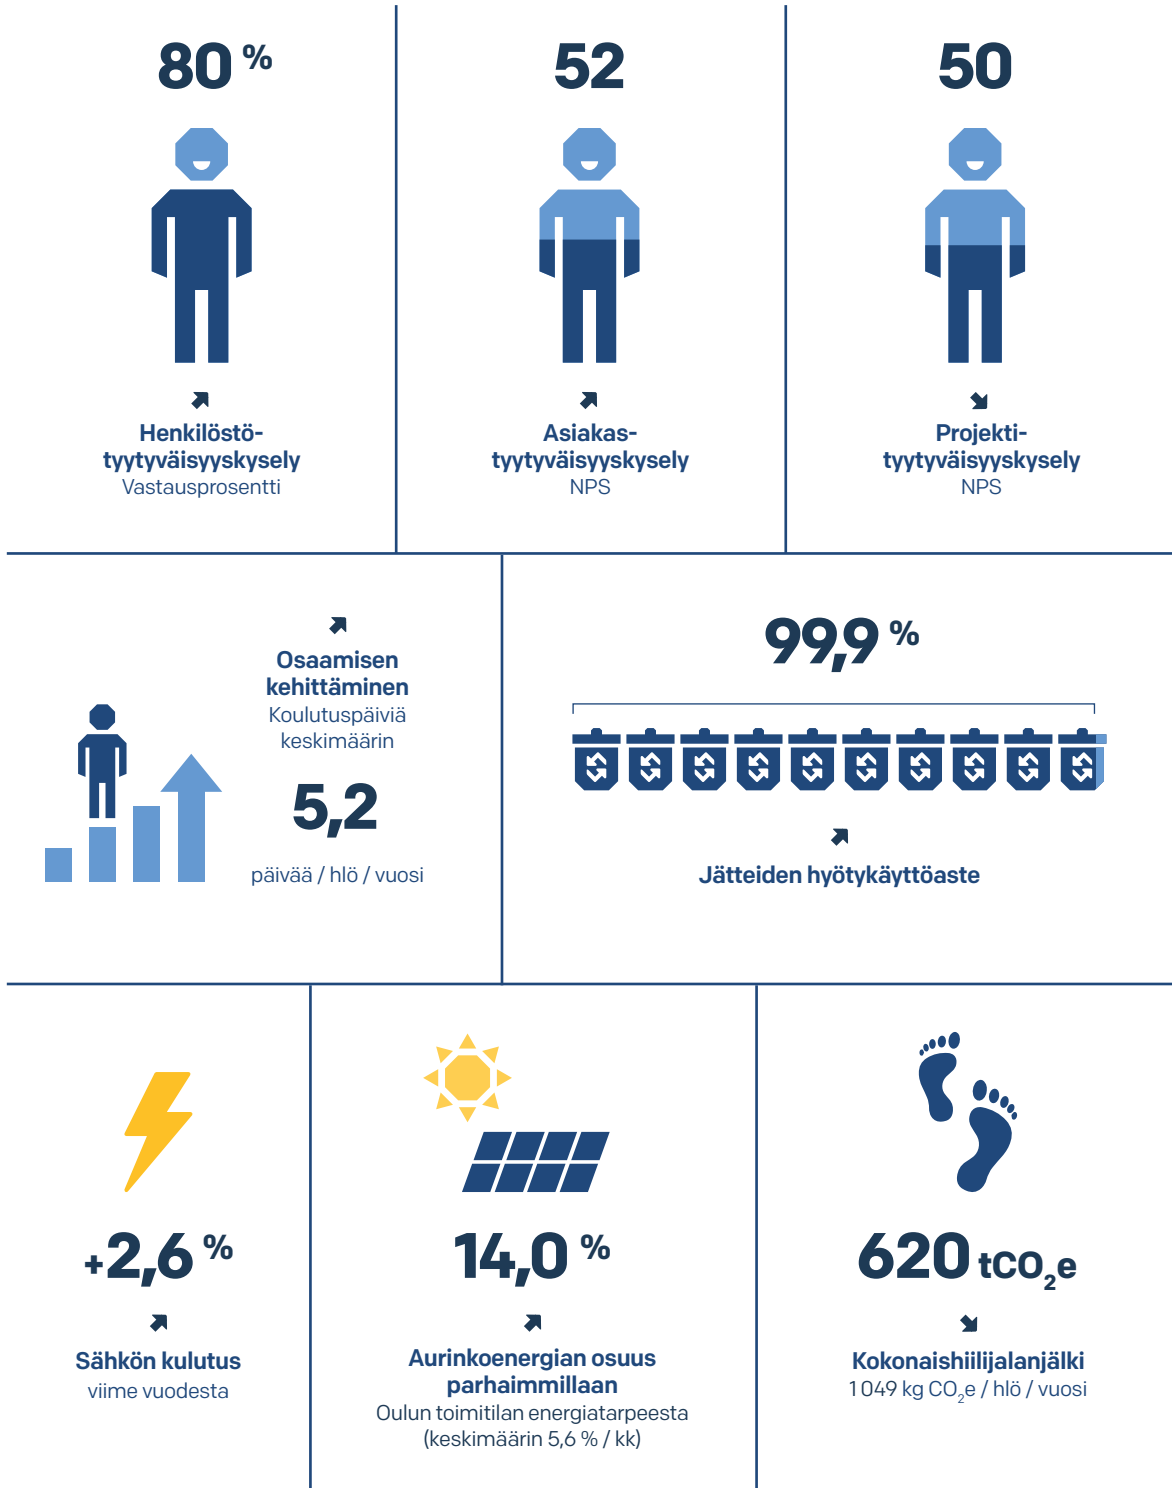 80 %
Henkilöstö-
tyytyväisyyskysely
Vastausprosentti
52
Asiakas-
tyytyväisyyskysely
NPS
50
Projekti-
tyytyväisyyskysely
NPS
Osaamisen
kehittäminen
Koulutuspäiviä
keskimäärin
5,2
päivää / hlö / vuosi
99,9 %
Jätteiden hyötykäyttöaste
+2,6 %
Sähkön kulutus
viime vuodesta
14,0 %
Aurinkoenergian osuus
parhaimmillaan
Oulun toimitilan energiatarpeesta
(keskimäärin 5,6 % / kk)
620 tCO₂e
Kokonaishiilijalanjälki
1 049 kg CO₂e / hlö / vuosi